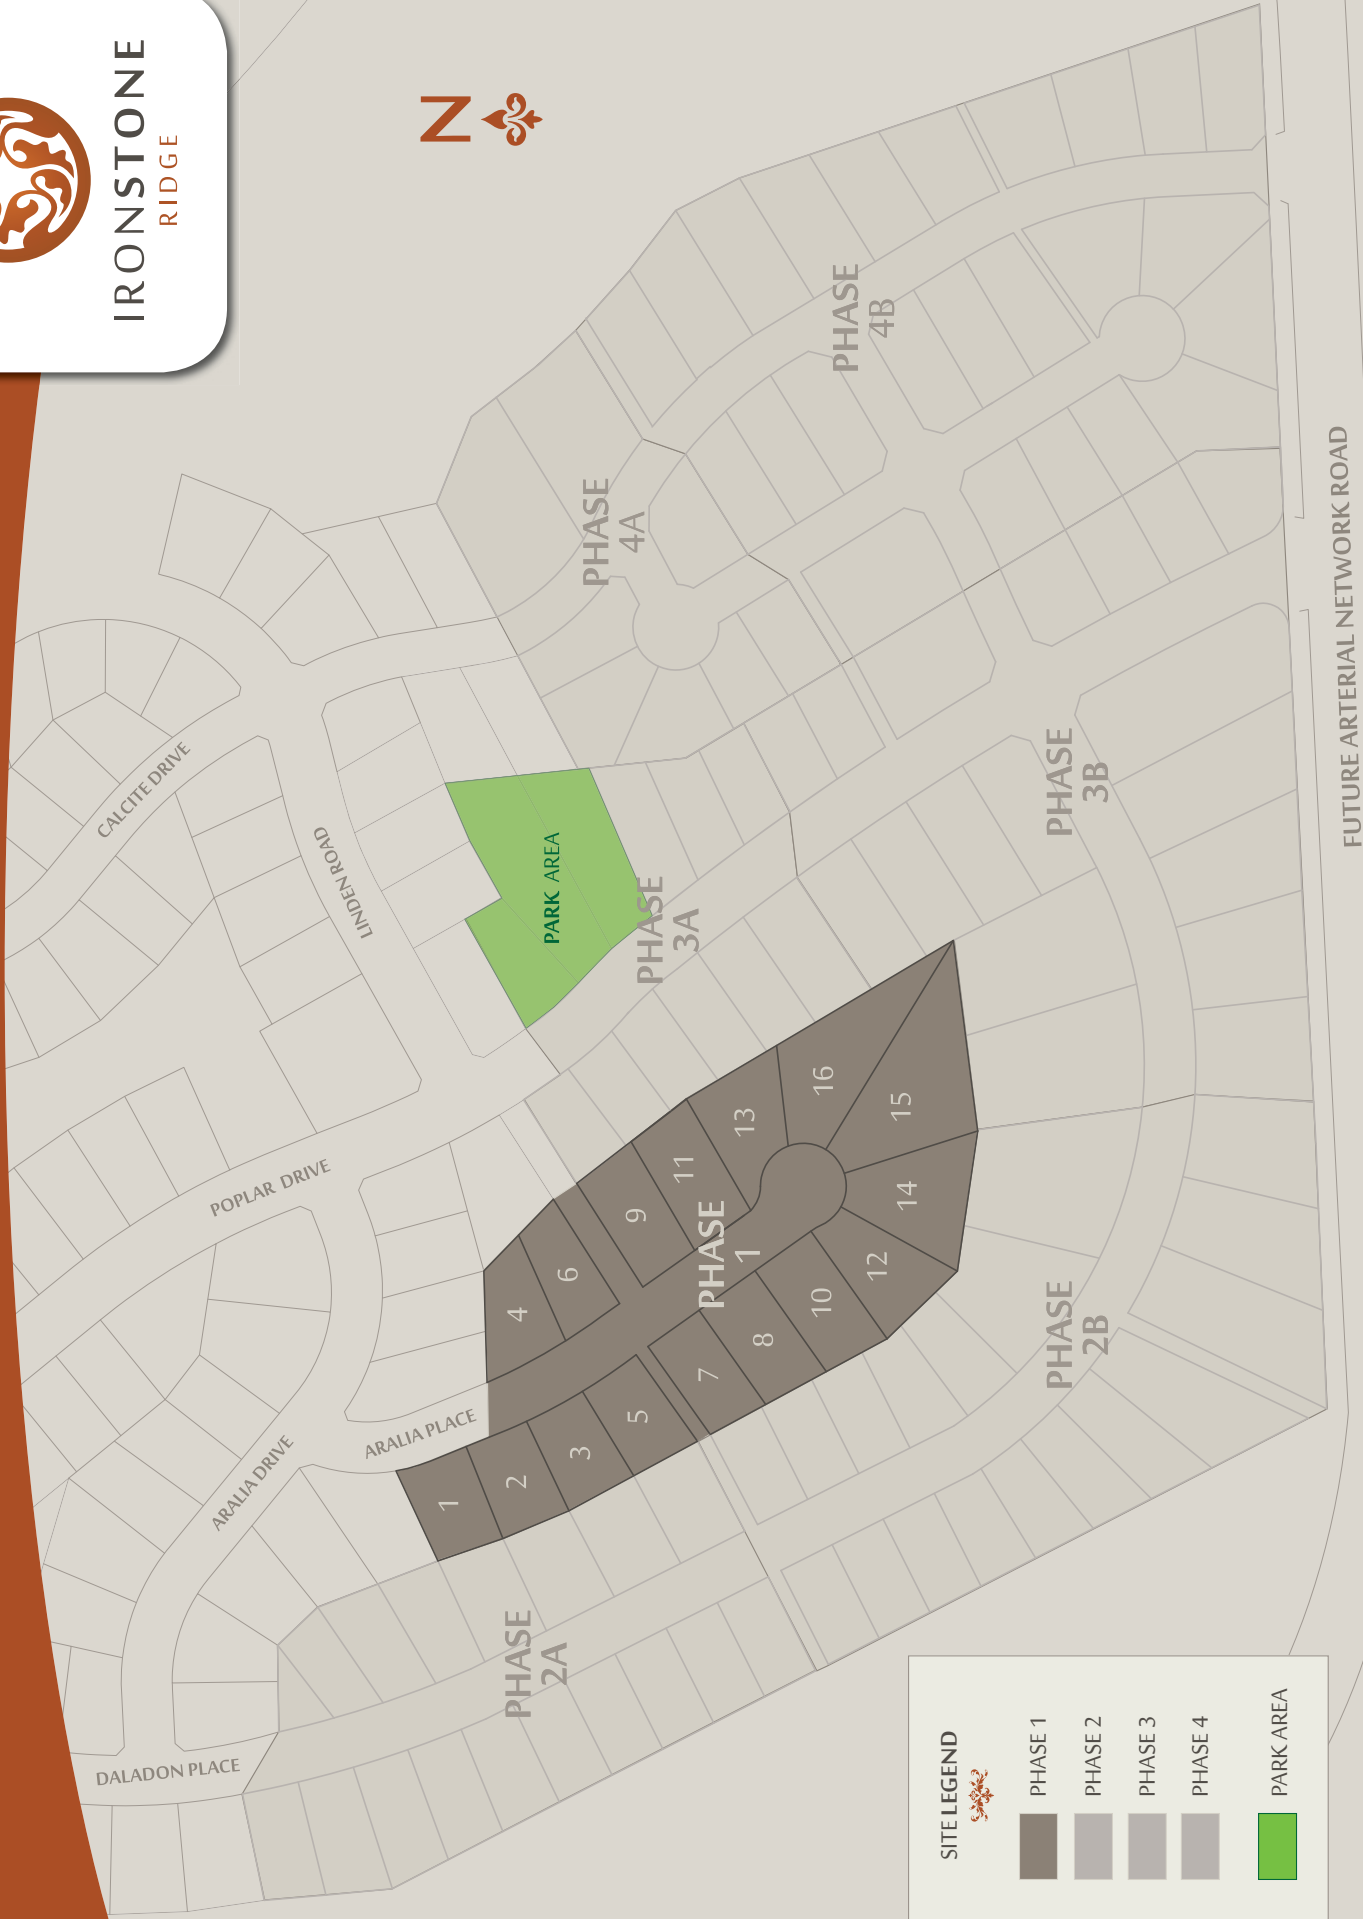 IRONSTONE
RIDGE
N
PHASE
4B
PHASE
4A
CALCITE DRIVE
LINDEN ROAD
PARK AREA
PHASE
3A
PHASE
3B
FUTURE ARTERIAL NETWORK ROAD
POPLAR DRIVE
16
15
13
11
14
9
PHASE
1
12
6
10
4
8
7
5
3
2
1
ARALIA PLACE
ARALIA DRIVE
PHASE
2B
PHASE
2A
DALADON PLACE
SITE LEGEND
PHASE 1
PHASE 2
PHASE 3
PHASE 4
PARK AREA